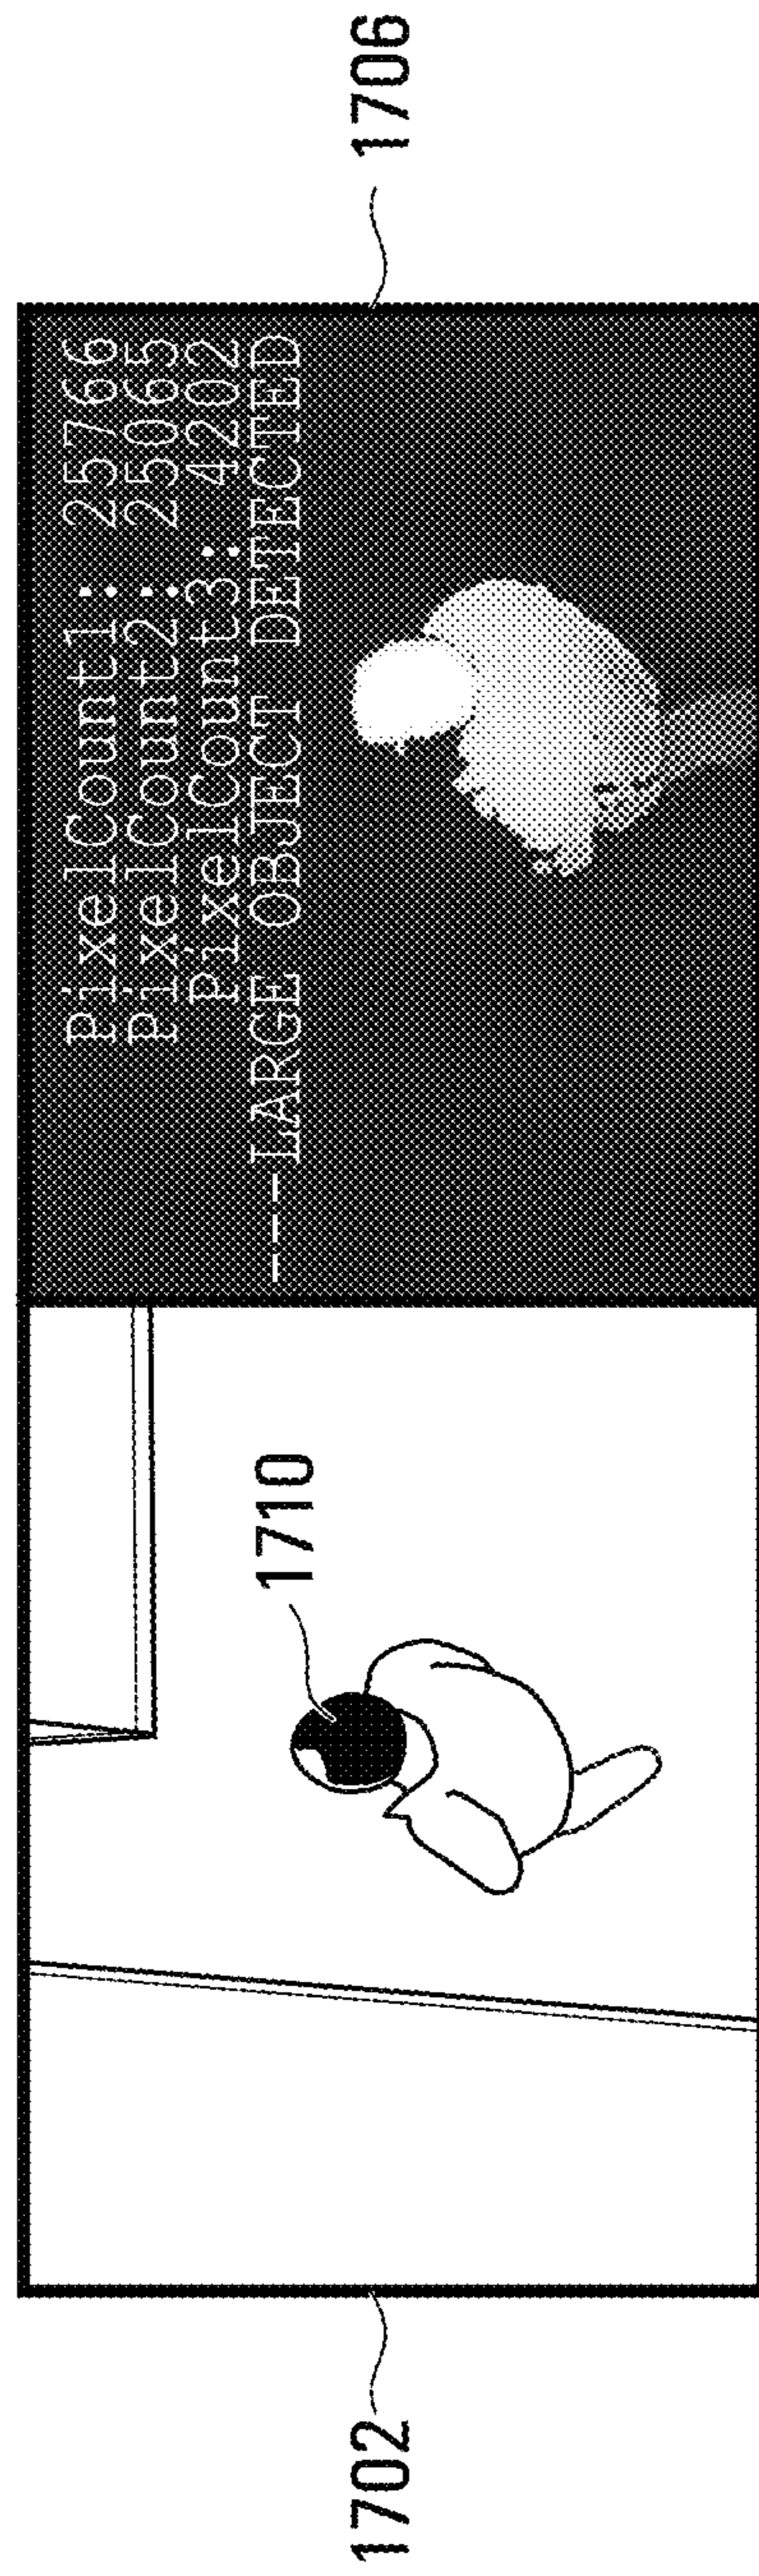 PixelCount1: 25766
PixelCount2: 25065
PixelCount3: 4202
---LARGE OBJECT DETECTED
1710
1702
1706